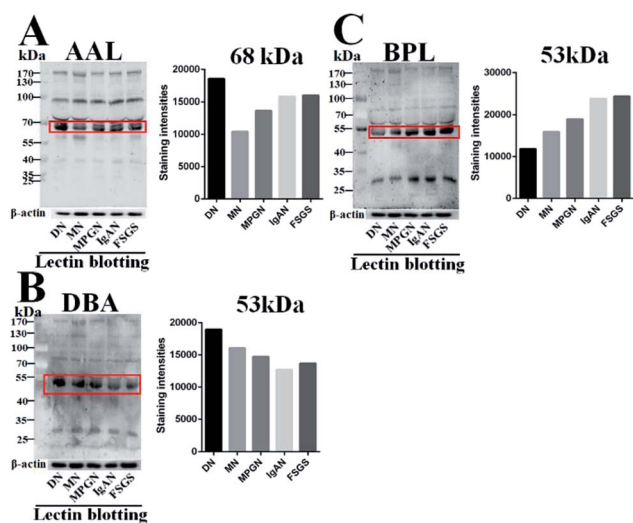 A
AAL
kDa
170
130
100
70
55
40
35
25
β-actin
DN MN MPGN IgAN FSGS
Lectin blotting
68 kDa
Staining intensities
20000
15000
10000
5000
0
DN MN MPGN IgAN FSGS
C
BPL
kDa
170
130
100
70
55
40
35
25
β-actin
DN MN MPGN IgAN FSGS
Lectin blotting
53kDa
Staining intensities
30000
20000
10000
0
DN MN MPGN IgAN FSGS
B
DBA
kDa
170
130
100
70
55
40
35
25
β-actin
DN MN MPGN IgAN FSGS
Lectin blotting
53kDa
Staining intensities
20000
15000
10000
5000
0
DN MN MPGN IgAN FSGS